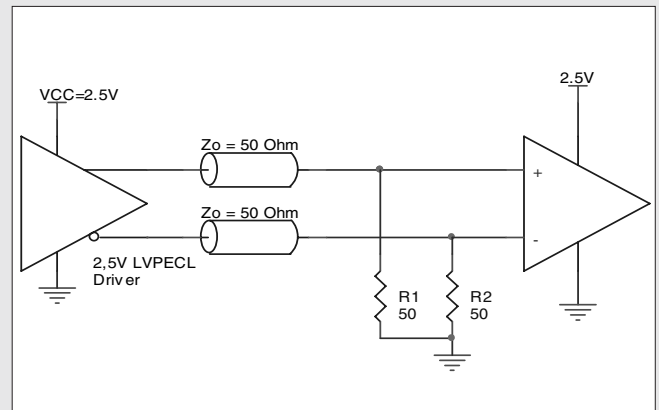 VCC=2.5V
2.5V
Zo = 50 Ohm
+
Zo = 50 Ohm
-
2,5V LVPECL
Driver
R1
50
R2
50